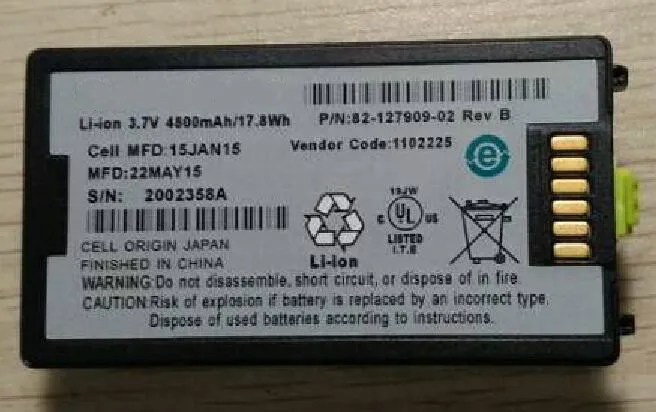 Li-ion 3.7V 4800mAh/17.8Wh P/N:82-127909-02 Rev B
Cell MFD:15JAN15 Vendor Code:1102225
MFD:22MAY15
S/N: 2002358A
19JW
C UL US
LISTED
I.T.E
Li-ion
CELL ORIGIN JAPAN
FINISHED IN CHINA
WARNING:Do not disassemble, short circuit, or dispose of in fire.
CAUTION:Risk of explosion if battery is replaced by an incorrect type.
Dispose of used batteries according to instructions.